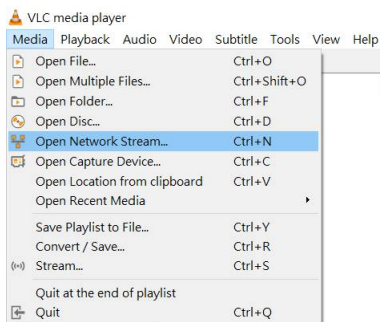 VLC media player
Media Playback Audio Video Subtitle Tools View Help
Open File... Ctrl+O
Open Multiple Files... Ctrl+Shift+O
Open Folder... Ctrl+F
Open Disc... Ctrl+D
Open Network Stream... Ctrl+N
Open Capture Device... Ctrl+C
Open Location from clipboard Ctrl+V
Open Recent Media
Save Playlist to File... Ctrl+Y
Convert / Save... Ctrl+R
Stream... Ctrl+S
Quit at the end of playlist
Quit Ctrl+Q